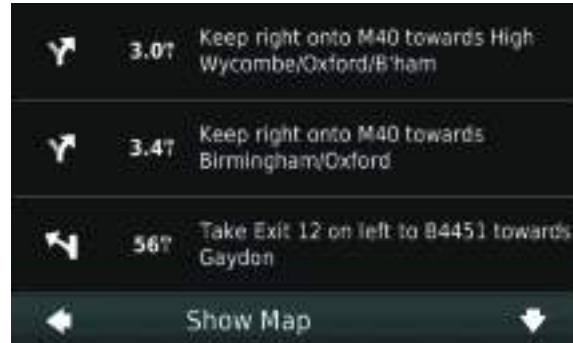 3.0 Keep right onto M40 towards High
Wycombe/Oxford/B'ham
3.4 Keep right onto M40 towards
Birmingham/Oxford
56 Take Exit 12 on left to B4451 towards
Gaydon
Show Map